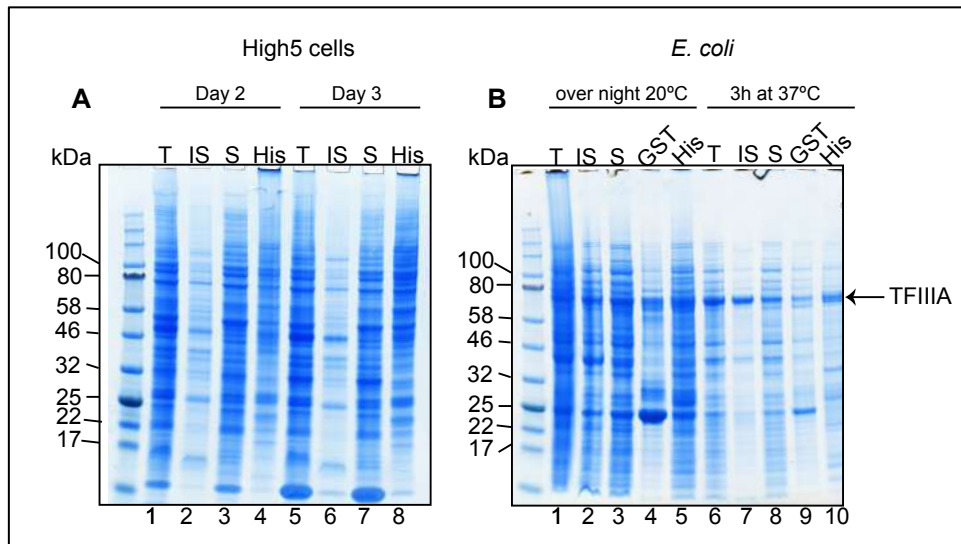 High5 cells
E. coli
A
Day 2
Day 3
B
over night 20ºC
3h at 37ºC
kDa
T IS S His T IS S His
kDa
T IS S GST His T IS S GST His
100
80
58
46
32
25
22
17
100
80
58
46
32
25
22
17
TFIIIA
1 2 3 4 5 6 7 8
1 2 3 4 5 6 7 8 9 10